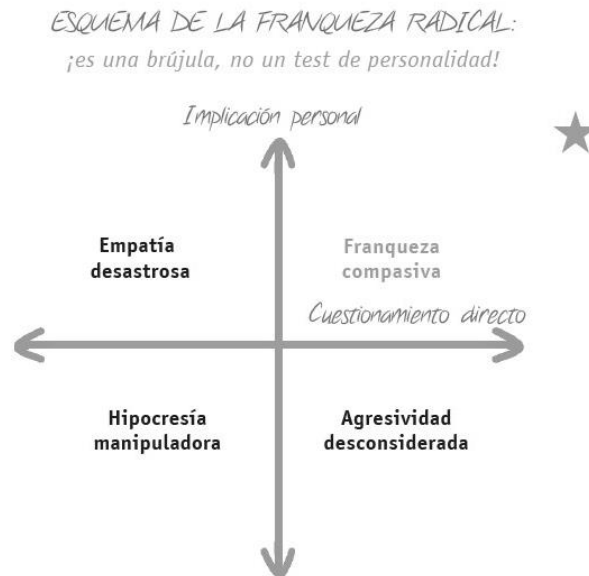 ESQUEMA DE LA FRANQUEZA RADICAL:
¡es una brújula, no un test de personalidad!
Implicación personal
Empatía
desastrosa
Franqueza
compasiva
Cuestionamiento directo
Hipocresía
manipuladora
Agresividad
desconsiderada